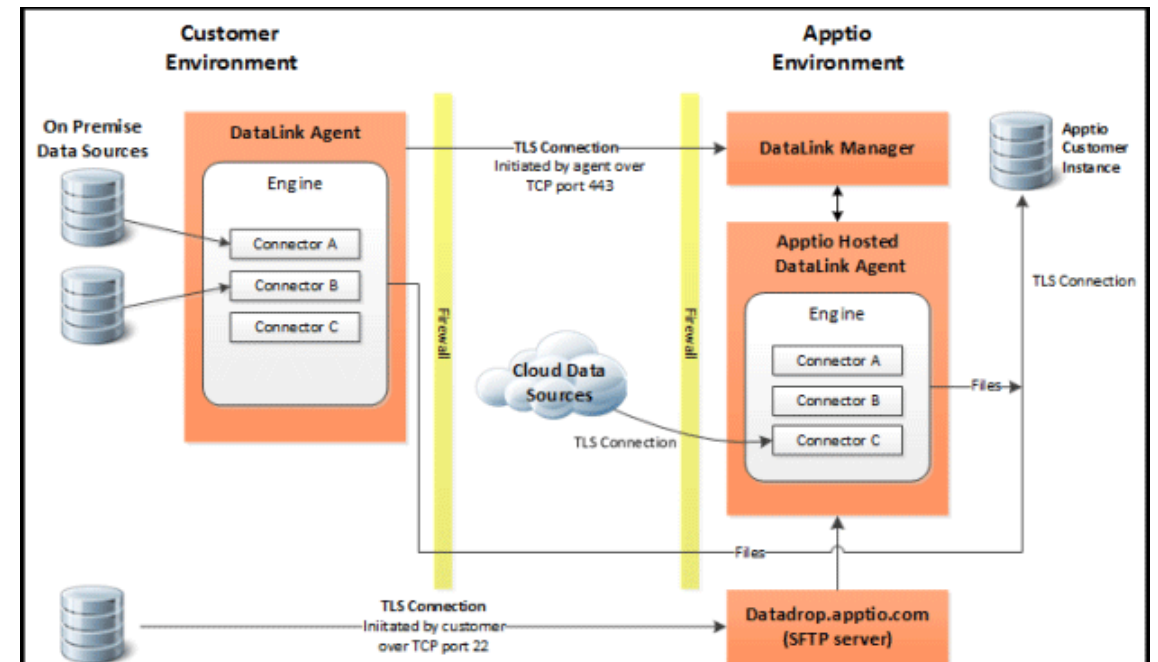 Customer
Environment
Apptio
Environment
On Premise
Data Sources
DataLink Agent
Engine
Connector A
Connector B
Connector C
TLS Connection
Initiated by agent over
TCP port 443
Firewall
Firewall
DataLink Manager
Apptio
Customer
Instance
Apptio Hosted
DataLink Agent
Engine
Connector A
Connector B
Connector C
TLS Connection
Cloud Data
Sources
TLS Connection
Files
Files
TLS Connection
Iniitated by customer
over TCP port 22
Datadrop.apptio.com
(SFTP server)